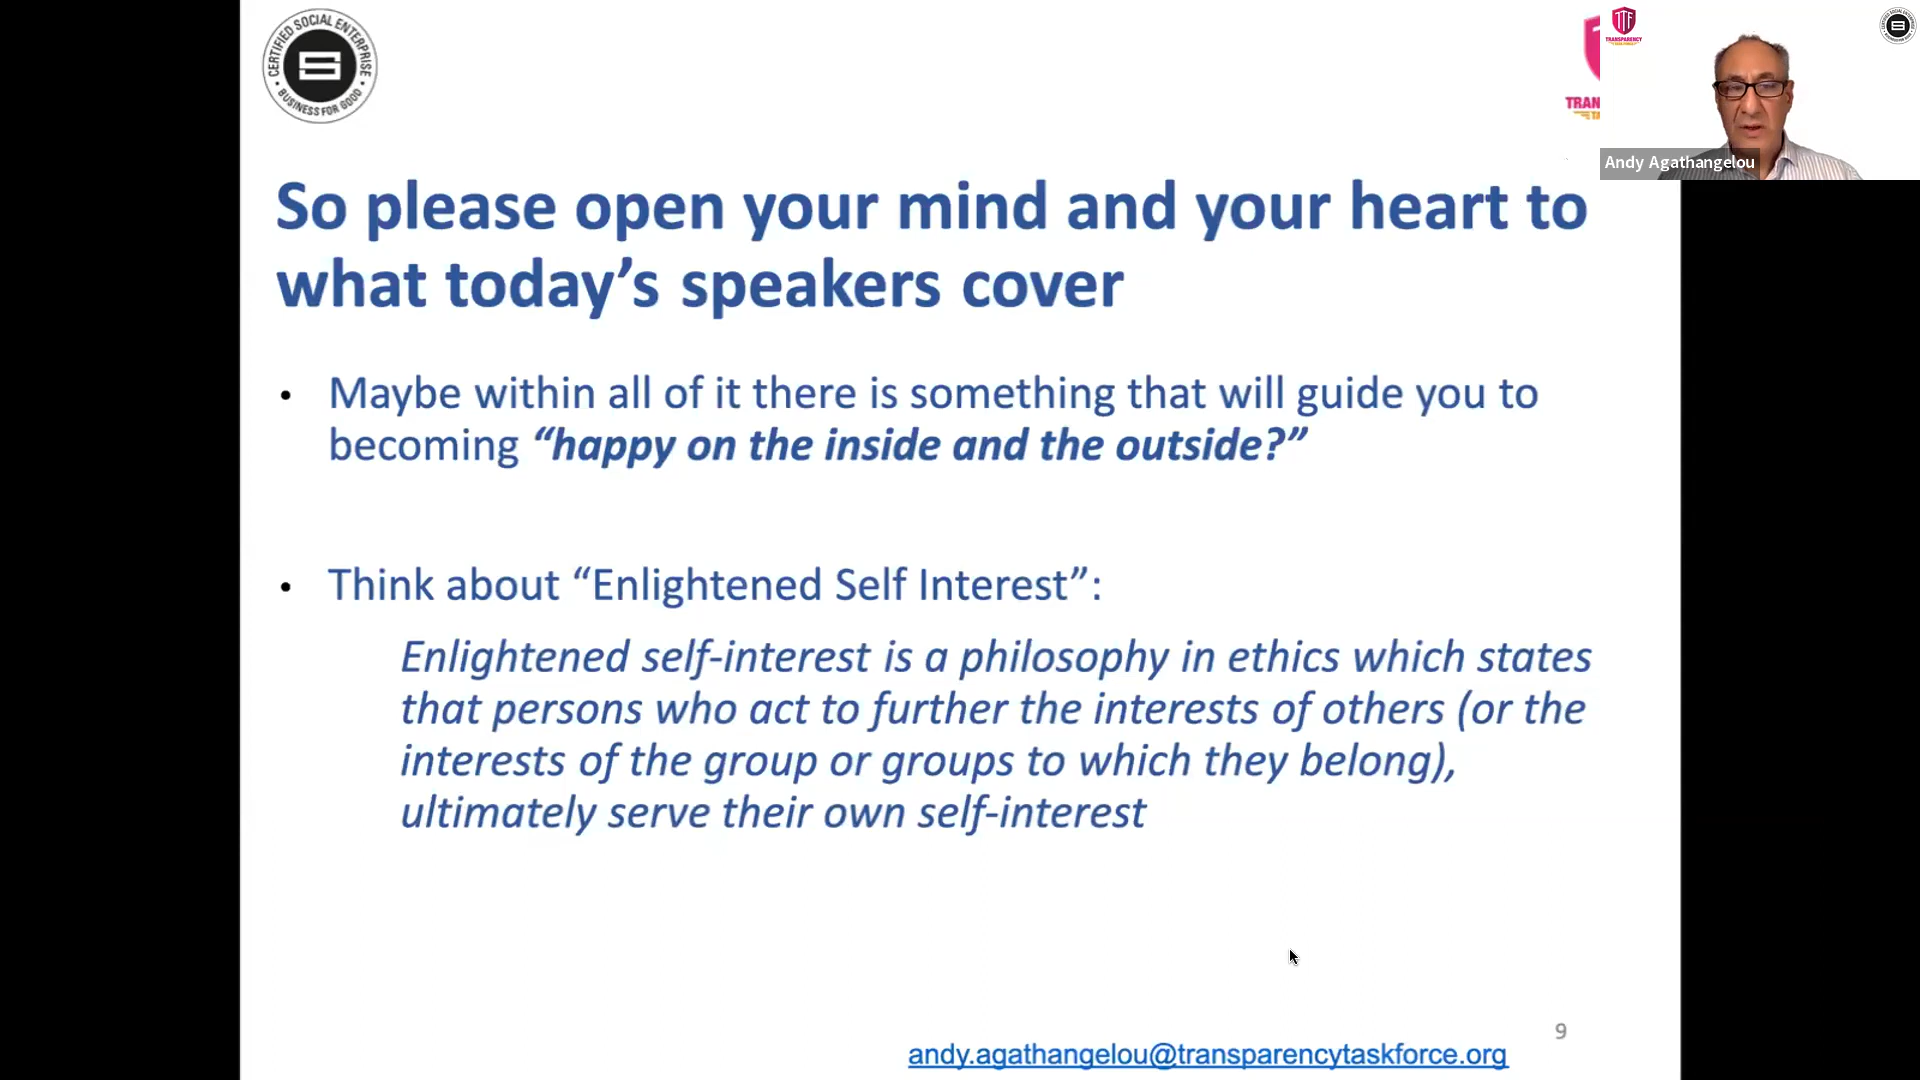 CERTIFIED SOCIAL ENTERPRISE
S
BUSINESS FOR GOOD
TRAN
TTF
TRANSPARENCY
Andy Agathangelou
So please open your mind and your heart to
what today’s speakers cover
• Maybe within all of it there is something that will guide you to
becoming “happy on the inside and the outside?”
• Think about “Enlightened Self Interest”:
Enlightened self-interest is a philosophy in ethics which states
that persons who act to further the interests of others (or the
interests of the group or groups to which they belong),
ultimately serve their own self-interest
9
andy.agathangelou@transparencytaskforce.org